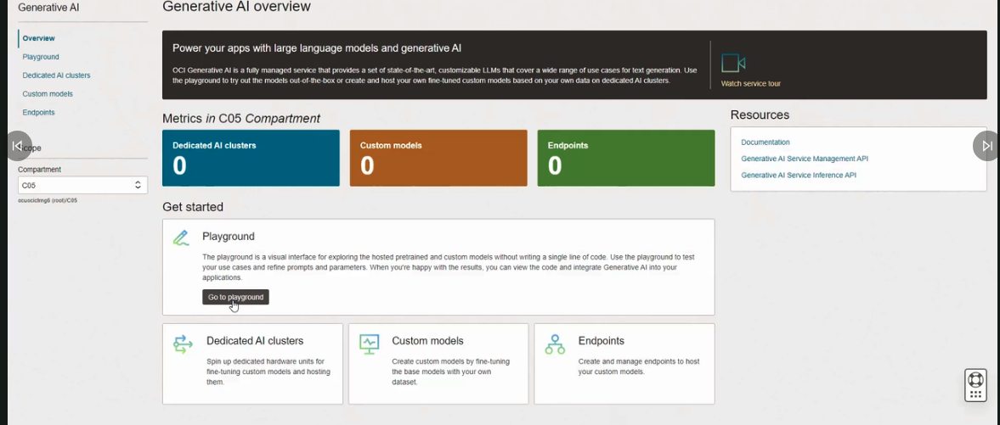 Generative AI
Overview
Playground
Dedicated AI clusters
Custom models
Endpoints
cope
Compartment
C05
ocuocictrng6 (root)/C05
Generative AI overview
Power your apps with large language models and generative AI
OCI Generative AI is a fully managed service that provides a set of state-of-the-art, customizable LLMs that cover a wide range of use cases for text generation. Use
the playground to try out the models out-of-the-box or create and host your own fine-tuned custom models based on your own data on dedicated AI clusters.
Watch service tour
Metrics in C05 Compartment
Dedicated AI clusters
0
Custom models
0
Endpoints
0
Resources
Documentation
Generative AI Service Management API
Generative AI Service Inference API
Get started
Playground
The playground is a visual interface for exploring the hosted pretrained and custom models without writing a single line of code. Use the playground to test
your use cases and refine prompts and parameters. When you're happy with the results, you can view the code and integrate Generative AI into your
applications.
Go to playground
Dedicated AI clusters
Spin up dedicated hardware units for
fine-tuning custom models and hosting
them.
Custom models
Create custom models by fine-tuning
the base models with your own
dataset.
Endpoints
Create and manage endpoints to host
your custom models.